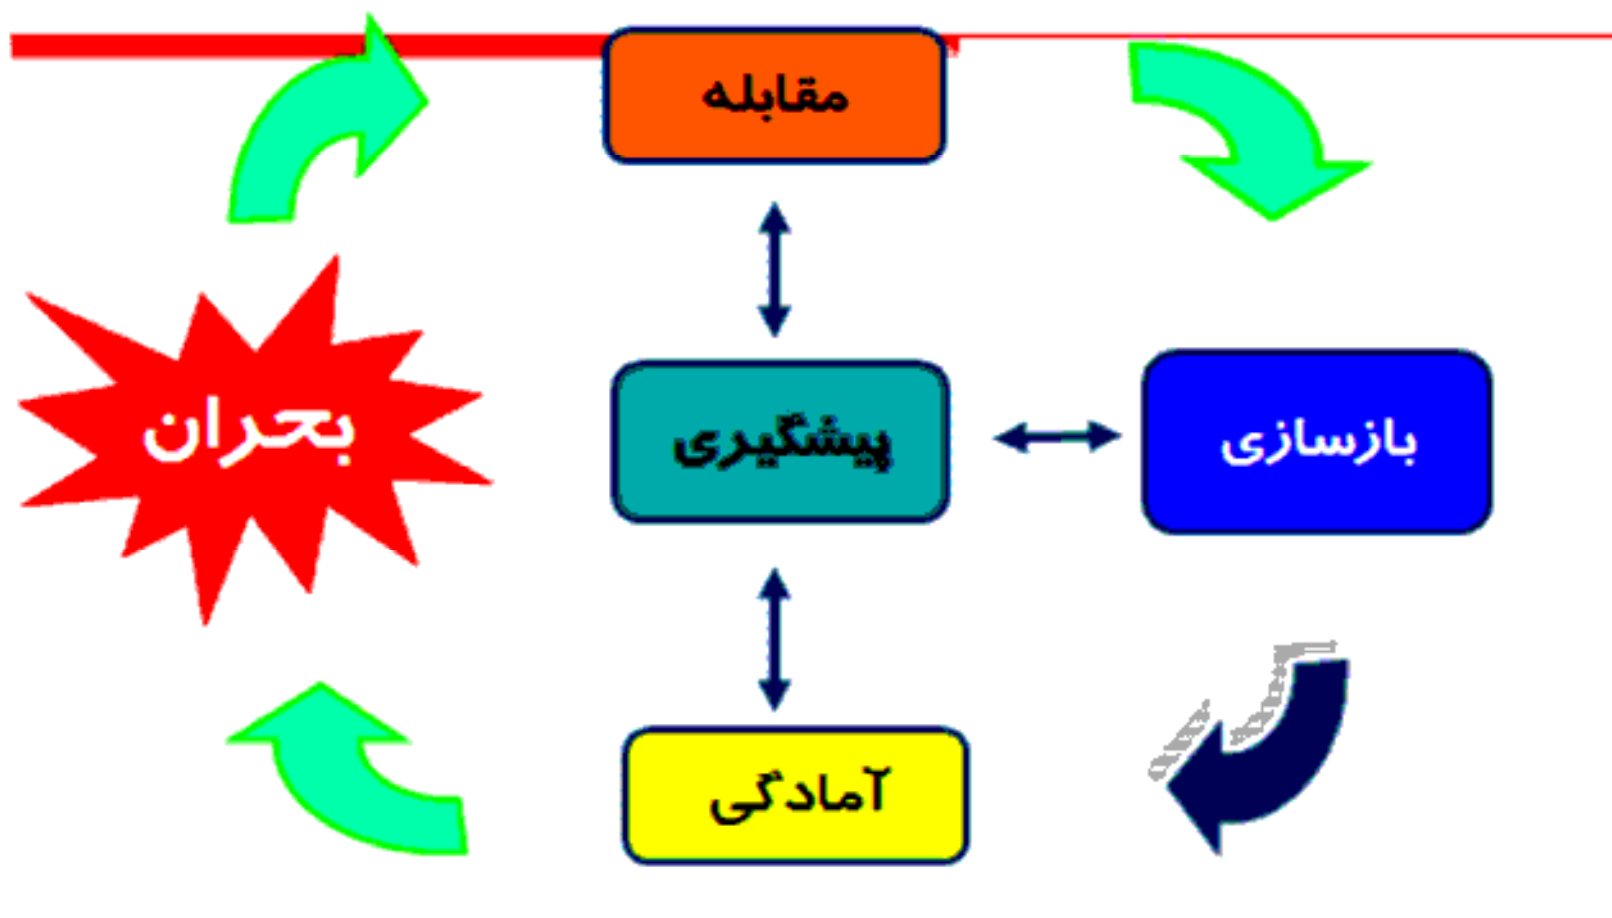 مقابله
بحران
پیشگیری
بازسازی
آمادگی